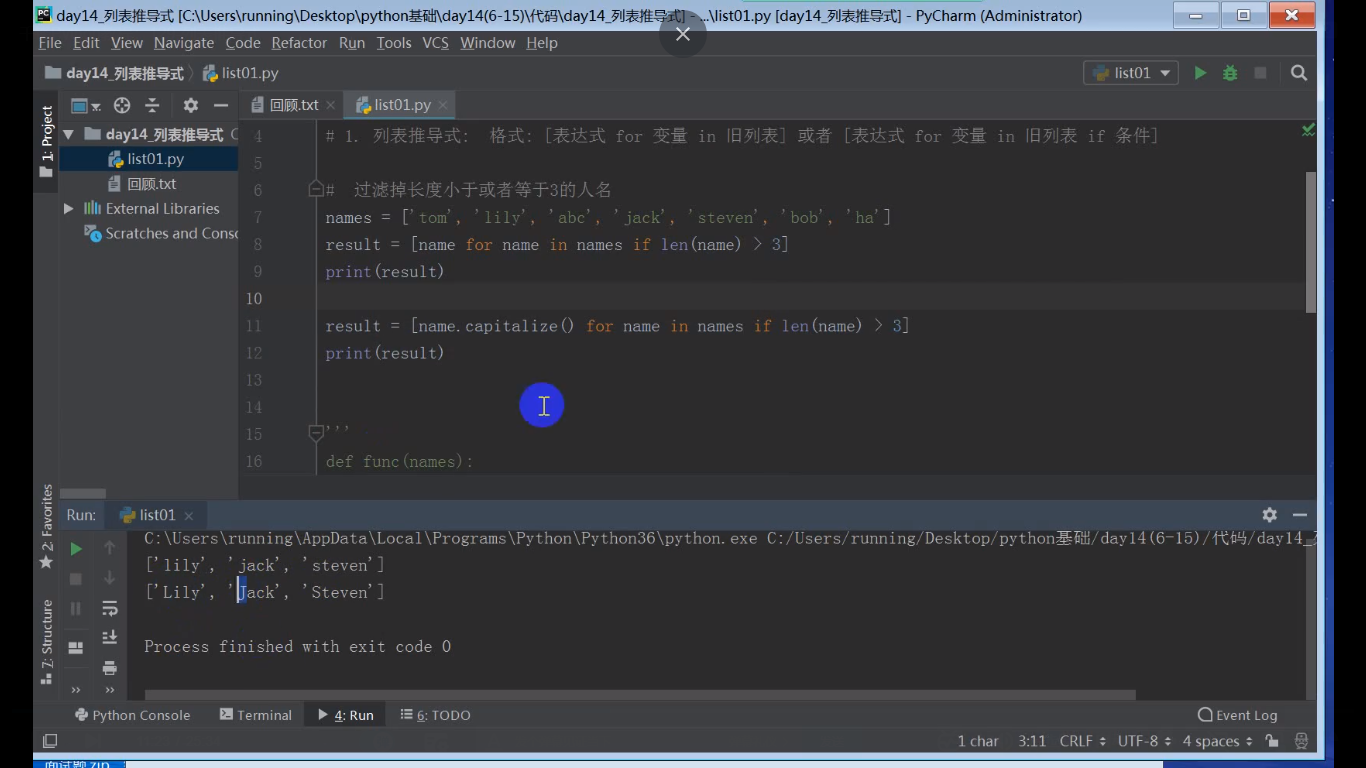 day14_列表推导式 [C:\Users\running\Desktop\python基础\day14(6-15)\代码\day14_列表推导式] - ...\list01.py [day14_列表推导式] - PyCharm (Administrator)
File Edit View Navigate Code Refactor Run Tools VCS Window Help
day14_列表推导式 list01.py list01
1: Project
回顾.txt list01.py
day14_列表推导式
list01.py
回顾.txt
External Libraries
Scratches and Conso
4 # 1. 列表推导式: 格式: [表达式 for 变量 in 旧列表] 或者 [表达式 for 变量 in 旧列表 if 条件]
5
6 # 过滤掉长度小于或者等于3的人名
7 names = ['tom', 'lily', 'abc', 'jack', 'steven', 'bob', 'ha']
8 result = [name for name in names if len(name) > 3]
9 print(result)
10
11 result = [name.capitalize() for name in names if len(name) > 3]
12 print(result)
13
14
15 '''
16 def func(names):
2: Favorites
7: Structure
Run: list01
C:\Users\running\AppData\Local\Programs\Python\Python36\python.exe C:/Users/running/Desktop/python基础/day14(6-15)/代码/day14_
['lily', 'jack', 'steven']
['Lily', 'Jack', 'Steven']
Process finished with exit code 0
Python Console Terminal 4: Run 6: TODO Event Log
1 char 3:11 CRLF UTF-8 4 spaces
面试题.zip